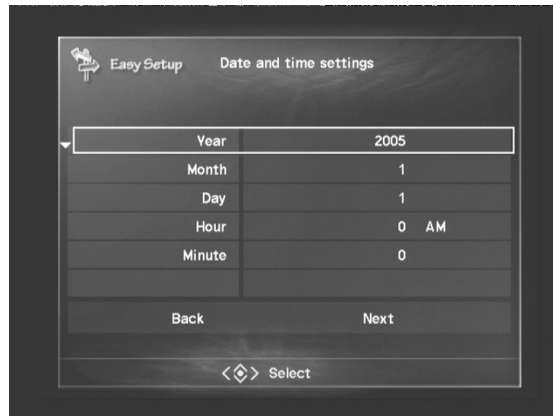 Easy Setup Date and time settings
Year 2005
Month 1
Day 1
Hour 0 AM
Minute 0
Back Next
Select